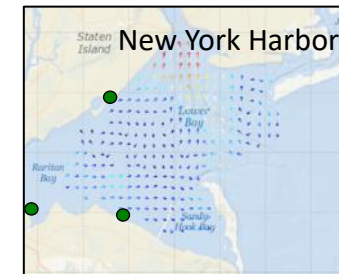 New York Harbor
Staten
Island
Lower
Bay
Raritan
Bay
Sandy
Hook Bay